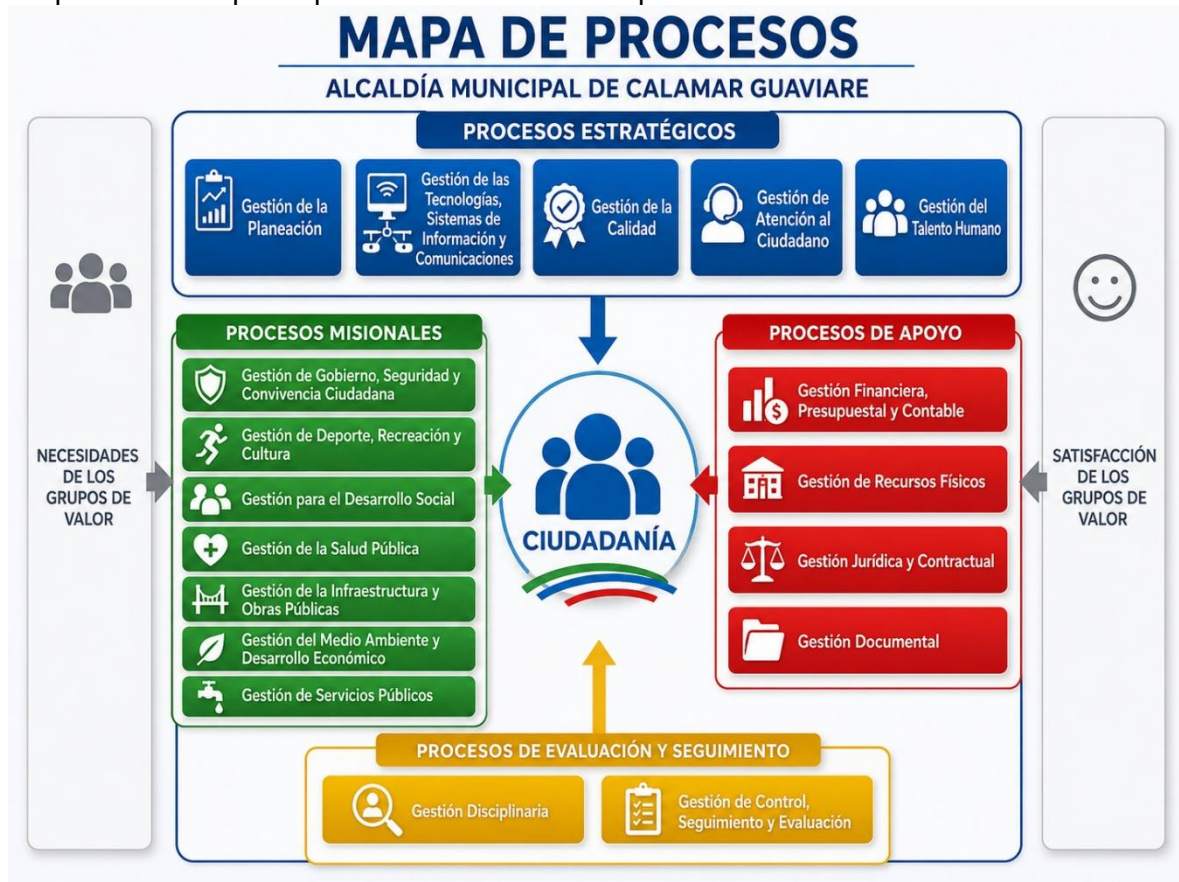 MAPA DE PROCESOS
ALCALDÍA MUNICIPAL DE CALAMAR GUAVIARE
PROCESOS ESTRATÉGICOS
Gestión de la
Planeación
Gestión de las
Tecnologías,
Sistemas de
Información y
Comunicaciones
Gestión de la
Calidad
Gestión de
Atención al
Ciudadano
Gestión del
Talento Humano
NECESIDADES
DE LOS
GRUPOS DE
VALOR
PROCESOS MISIONALES
Gestión de Gobierno, Seguridad y
Convivencia Ciudadana
Gestión de Deporte, Recreación y
Cultura
Gestión para el Desarrollo Social
Gestión de la Salud Pública
Gestión de la Infraestructura y
Obras Públicas
Gestión del Medio Ambiente y
Desarrollo Económico
Gestión de Servicios Públicos
CIUDADANÍA
PROCESOS DE APOYO
Gestión Financiera,
Presupuestal y Contable
Gestión de Recursos Físicos
Gestión Jurídica y Contractual
Gestión Documental
SATISFACCIÓN
DE LOS
GRUPOS DE
VALOR
PROCESOS DE EVALUACIÓN Y SEGUIMIENTO
Gestión Disciplinaria
Gestión de Control,
Seguimiento y Evaluación